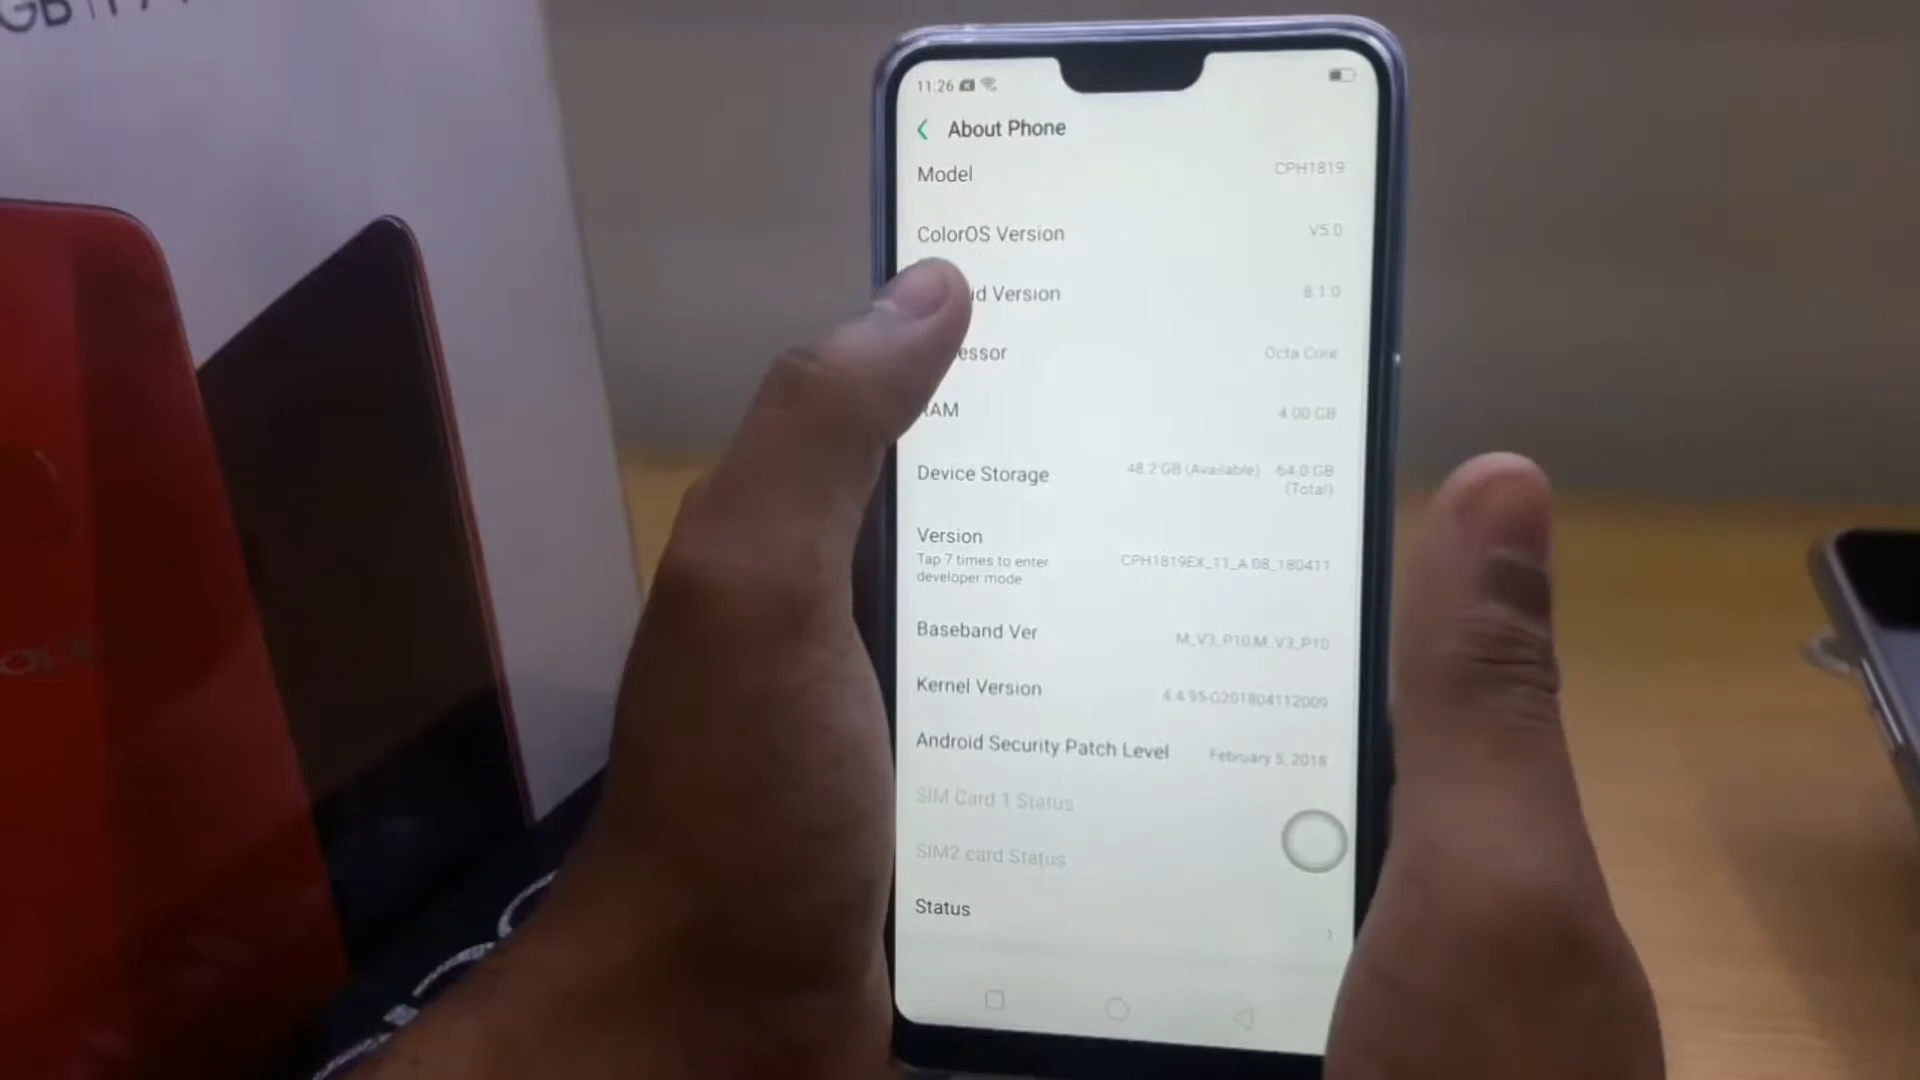 GB
11:26
About Phone
Model CPH1819
ColorOS Version V5.0
id Version 8.1.0
essor Octa Core
RAM 4.00 GB
Device Storage 48.2 GB (Available) 64.0 GB
(Total)
Version
Tap 7 times to enter
developer mode
CPH1819EX_11_A.08_180411
Baseband Ver M_V3_P10,M_V3_P10
Kernel Version 4.4.95-G201804112009
Android Security Patch Level February 5, 2018
SIM Card 1 Status
SIM2 card Status
Status